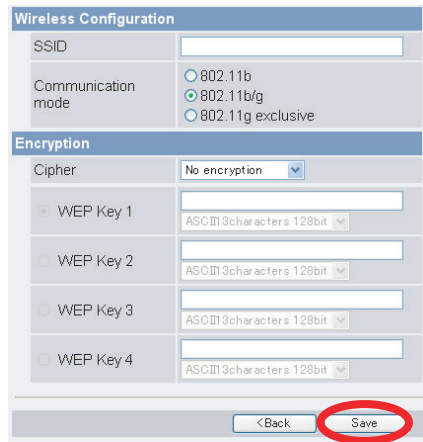 Wireless Configuration
SSID
Communication mode
802.11b
802.11b/g
802.11g exclusive
Encryption
Cipher No encryption
WEP Key 1
ASCII13characters 128bit
WEP Key 2
ASCII13characters 128bit
WEP Key 3
ASCII13characters 128bit
WEP Key 4
ASCII13characters 128bit
<Back Save